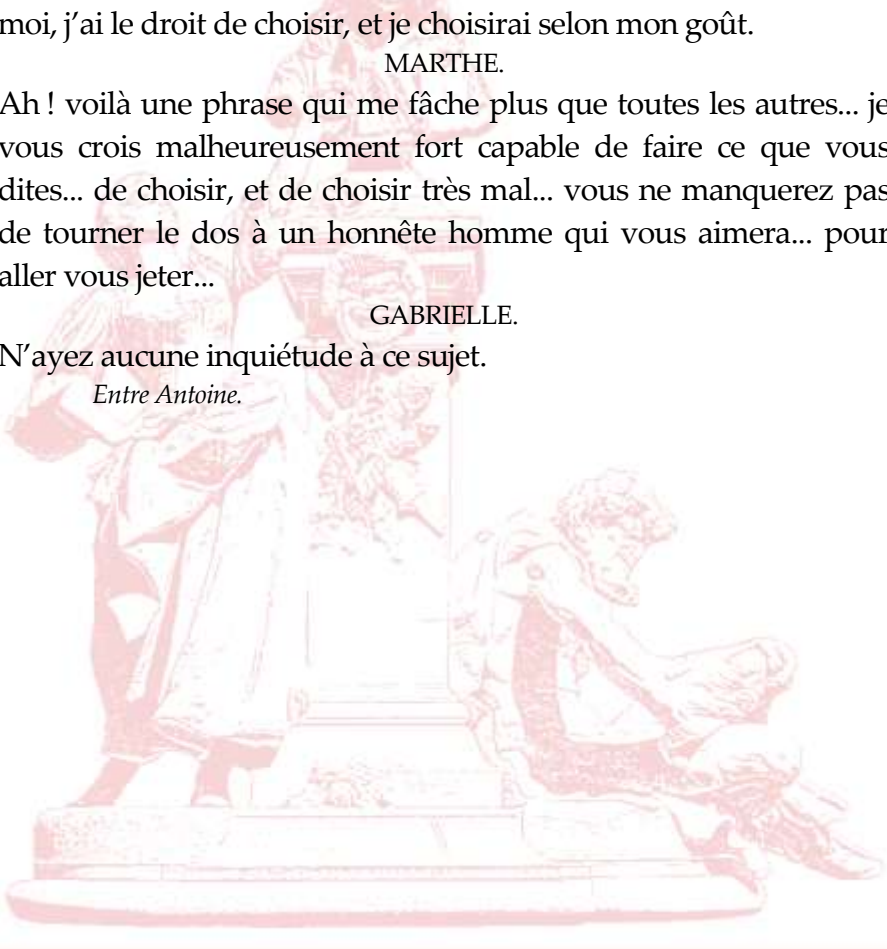 moi, j’ai le droit de choisir, et je choisirai selon mon goût.
MARTHE.
Ah ! voilà une phrase qui me fâche plus que toutes les autres... je
vous crois malheureusement fort capable de faire ce que vous
dites... de choisir, et de choisir très mal... vous ne manquerez pas
de tourner le dos à un honnête homme qui vous aimera... pour
aller vous jeter...
GABRIELLE.
N’ayez aucune inquiétude à ce sujet.
Entre Antoine.